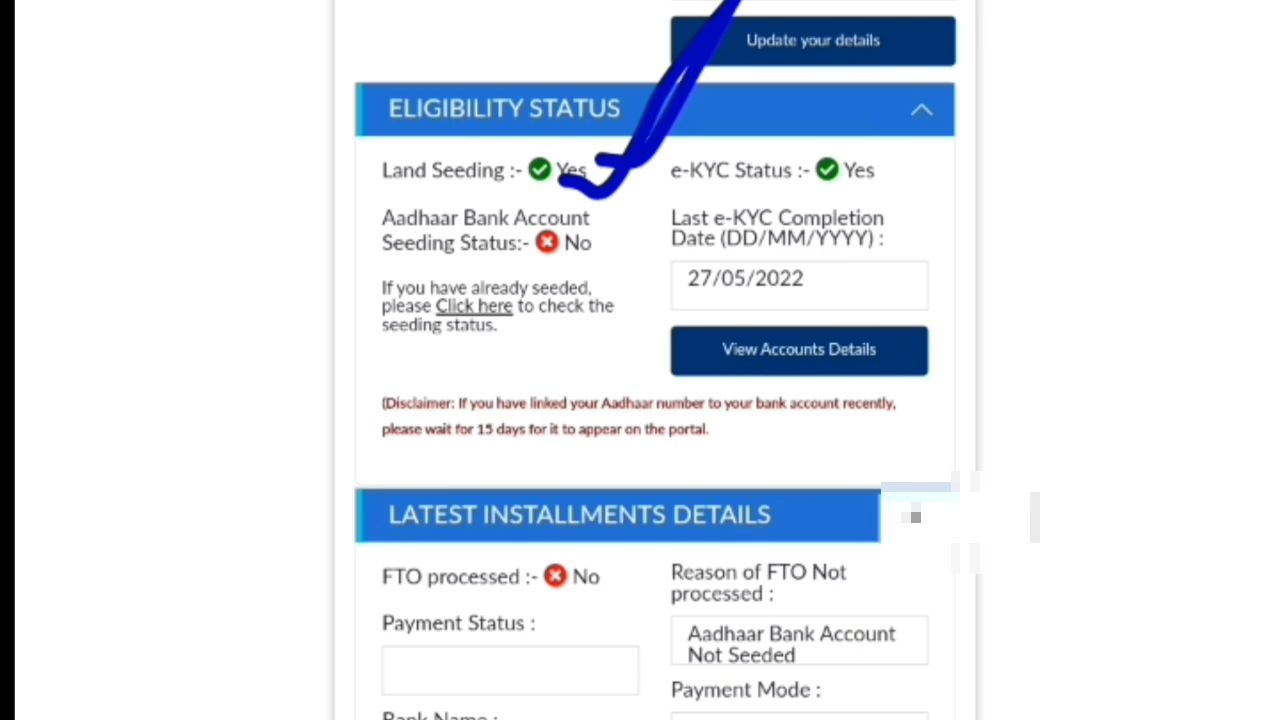 Update your details
ELIGIBILITY STATUS
Land Seeding :- Yes
e-KYC Status :- Yes
Aadhaar Bank Account
Seeding Status:- No
Last e-KYC Completion
Date (DD/MM/YYYY) :
27/05/2022
If you have already seeded,
please Click here to check the
seeding status.
View Accounts Details
(Disclaimer: If you have linked your Aadhaar number to your bank account recently,
please wait for 15 days for it to appear on the portal.
LATEST INSTALLMENTS DETAILS
FTO processed :- No
Reason of FTO Not
processed :
Aadhaar Bank Account
Not Seeded
Payment Status :
Payment Mode :
Bank Name :